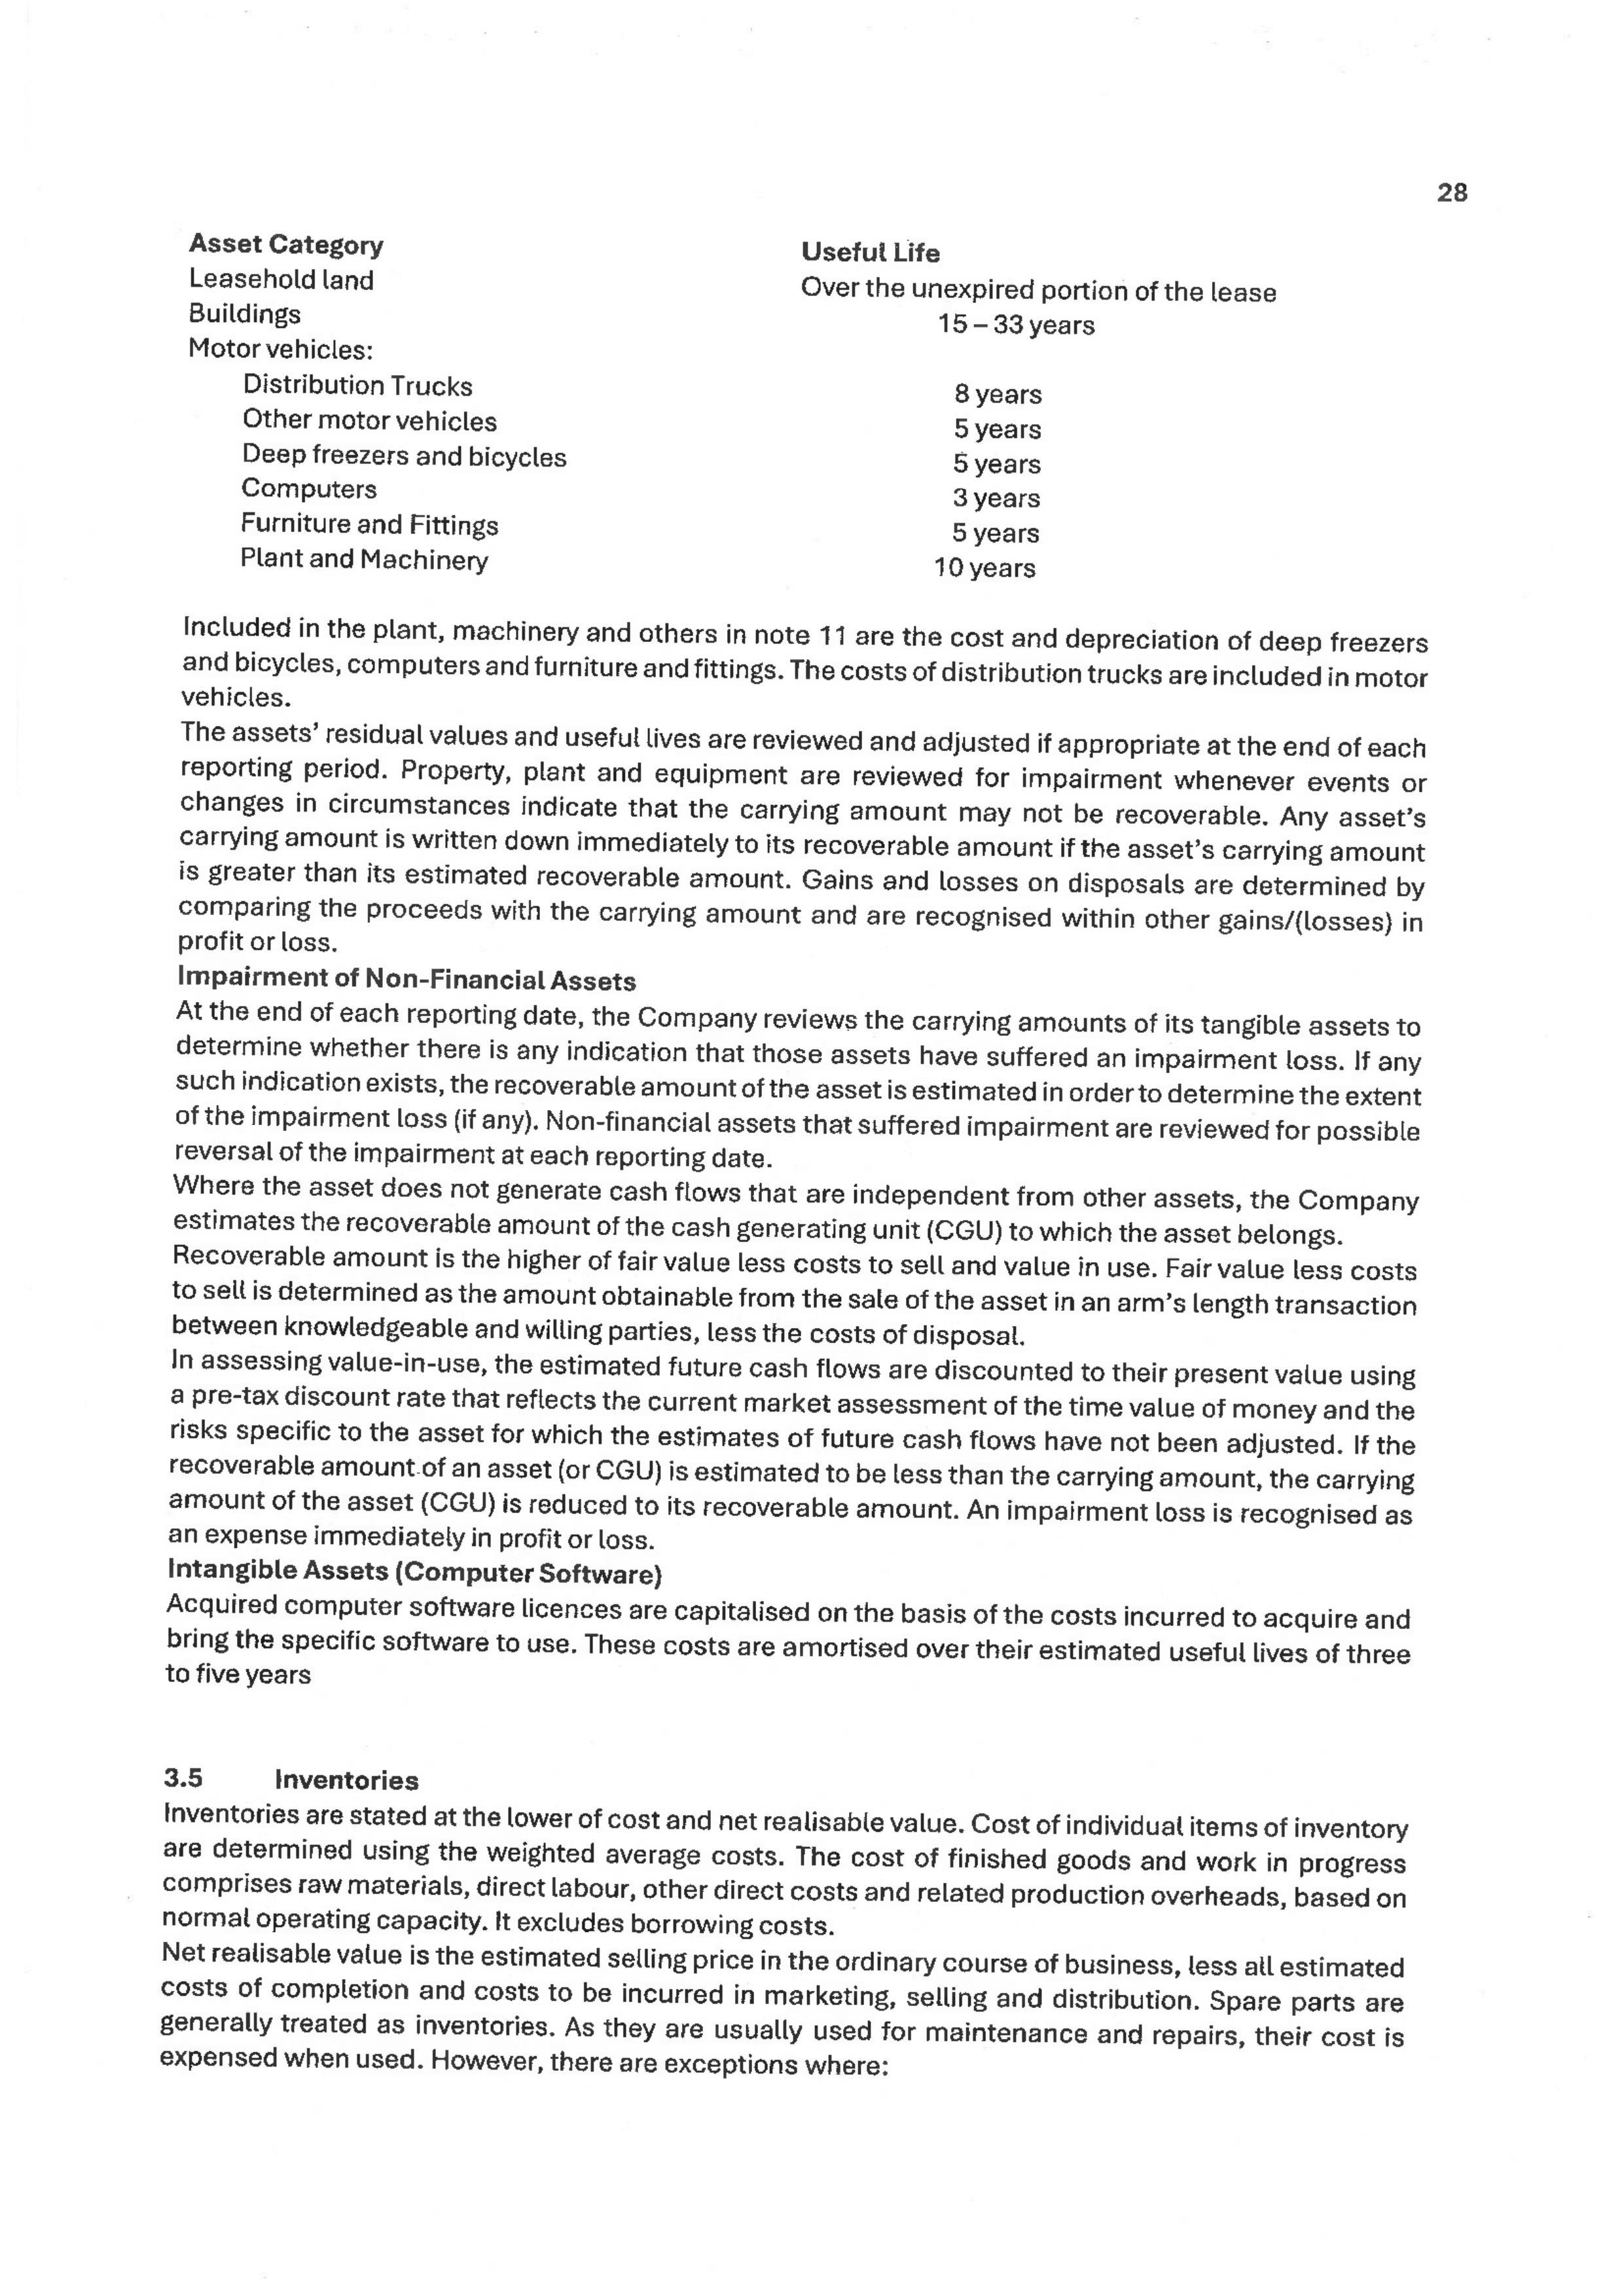 28
Asset Category Useful Life
Leasehold land Over the unexpired portion of the lease
Buildings 15 – 33 years
Motor vehicles:
Distribution Trucks 8 years
Other motor vehicles 5 years
Deep freezers and bicycles 5 years
Computers 3 years
Furniture and Fittings 5 years
Plant and Machinery 10 years
Included in the plant, machinery and others in note 11 are the cost and depreciation of deep freezers
and bicycles, computers and furniture and fittings. The costs of distribution trucks are included in motor
vehicles.
The assets’ residual values and useful lives are reviewed and adjusted if appropriate at the end of each
reporting period. Property, plant and equipment are reviewed for impairment whenever events or
changes in circumstances indicate that the carrying amount may not be recoverable. Any asset’s
carrying amount is written down immediately to its recoverable amount if the asset’s carrying amount
is greater than its estimated recoverable amount. Gains and losses on disposals are determined by
comparing the proceeds with the carrying amount and are recognised within other gains/(losses) in
profit or loss.
Impairment of Non-Financial Assets
At the end of each reporting date, the Company reviews the carrying amounts of its tangible assets to
determine whether there is any indication that those assets have suffered an impairment loss. If any
such indication exists, the recoverable amount of the asset is estimated in order to determine the extent
of the impairment loss (if any). Non-financial assets that suffered impairment are reviewed for possible
reversal of the impairment at each reporting date.
Where the asset does not generate cash flows that are independent from other assets, the Company
estimates the recoverable amount of the cash generating unit (CGU) to which the asset belongs.
Recoverable amount is the higher of fair value less costs to sell and value in use. Fair value less costs
to sell is determined as the amount obtainable from the sale of the asset in an arm’s length transaction
between knowledgeable and willing parties, less the costs of disposal.
In assessing value-in-use, the estimated future cash flows are discounted to their present value using
a pre-tax discount rate that reflects the current market assessment of the time value of money and the
risks specific to the asset for which the estimates of future cash flows have not been adjusted. If the
recoverable amount of an asset (or CGU) is estimated to be less than the carrying amount, the carrying
amount of the asset (CGU) is reduced to its recoverable amount. An impairment loss is recognised as
an expense immediately in profit or loss.
Intangible Assets (Computer Software)
Acquired computer software licences are capitalised on the basis of the costs incurred to acquire and
bring the specific software to use. These costs are amortised over their estimated useful lives of three
to five years
3.5 Inventories
Inventories are stated at the lower of cost and net realisable value. Cost of individual items of inventory
are determined using the weighted average costs. The cost of finished goods and work in progress
comprises raw materials, direct labour, other direct costs and related production overheads, based on
normal operating capacity. It excludes borrowing costs.
Net realisable value is the estimated selling price in the ordinary course of business, less all estimated
costs of completion and costs to be incurred in marketing, selling and distribution. Spare parts are
generally treated as inventories. As they are usually used for maintenance and repairs, their cost is
expensed when used. However, there are exceptions where: